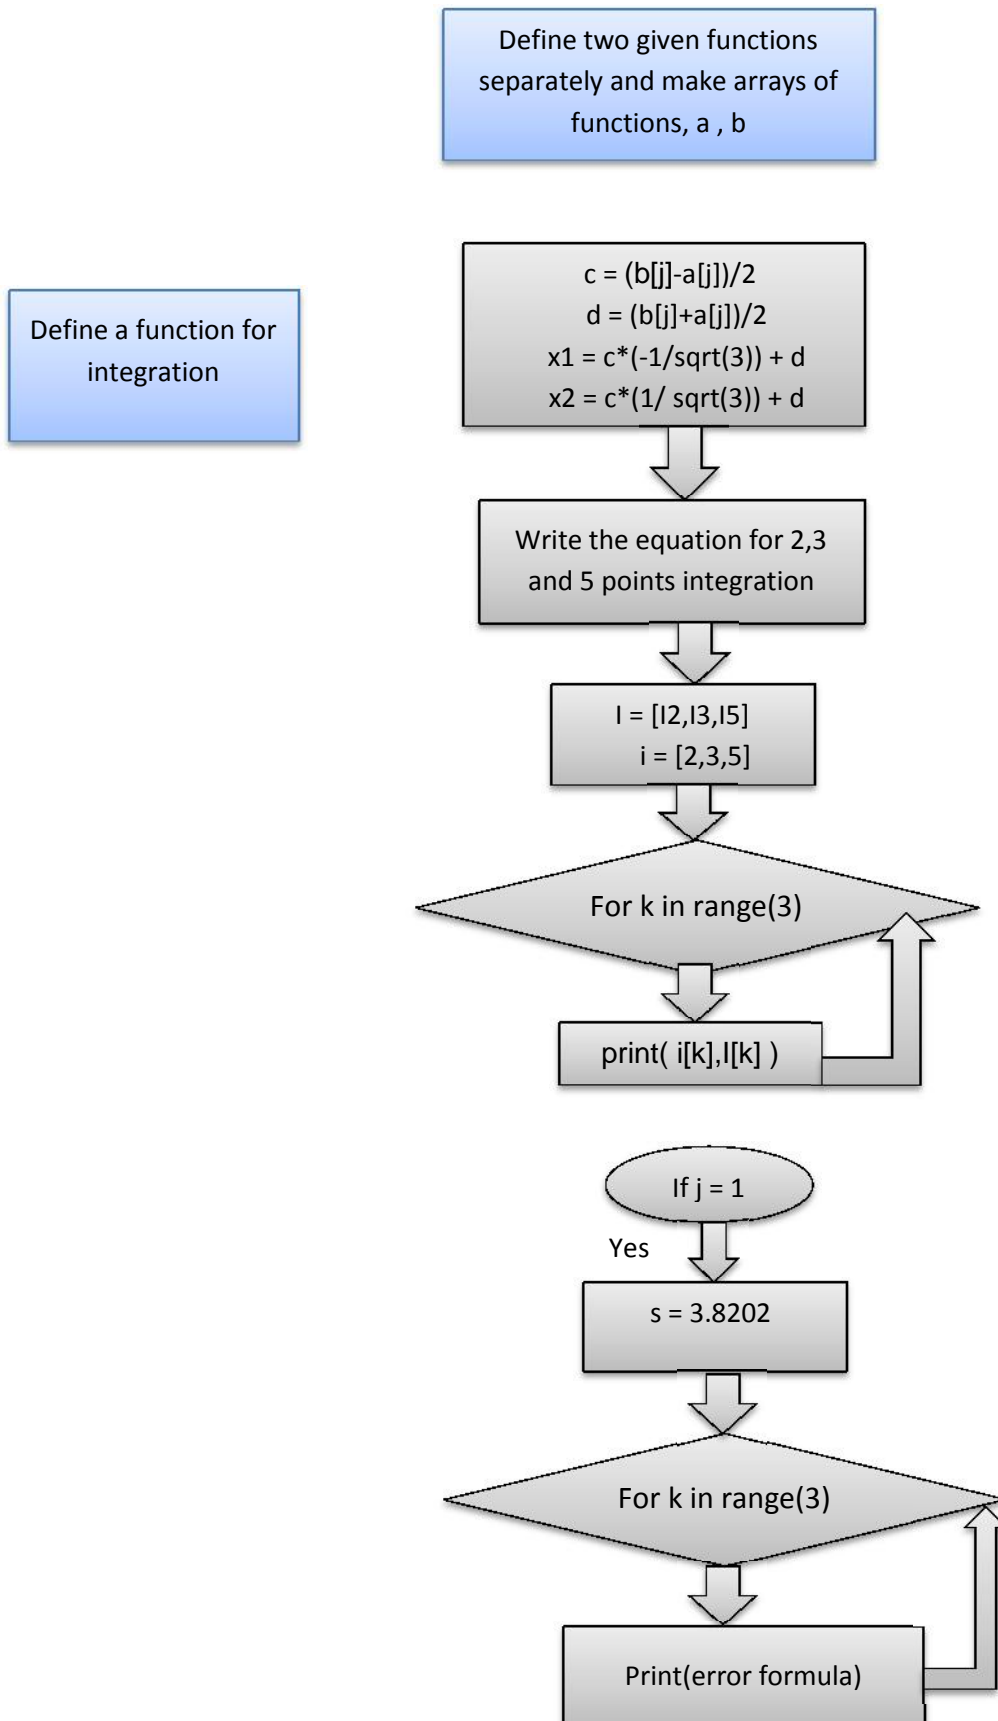 Define two given functions
separately and make arrays of
functions, a , b
Define a function for
integration
c = (b[j]-a[j])/2
d = (b[j]+a[j])/2
x1 = c*(-1/sqrt(3)) + d
x2 = c*(1/ sqrt(3)) + d
Write the equation for 2,3
and 5 points integration
I = [I2,I3,I5]
i = [2,3,5]
For k in range(3)
print( i[k],I[k] )
If j = 1
Yes
s = 3.8202
For k in range(3)
Print(error formula)